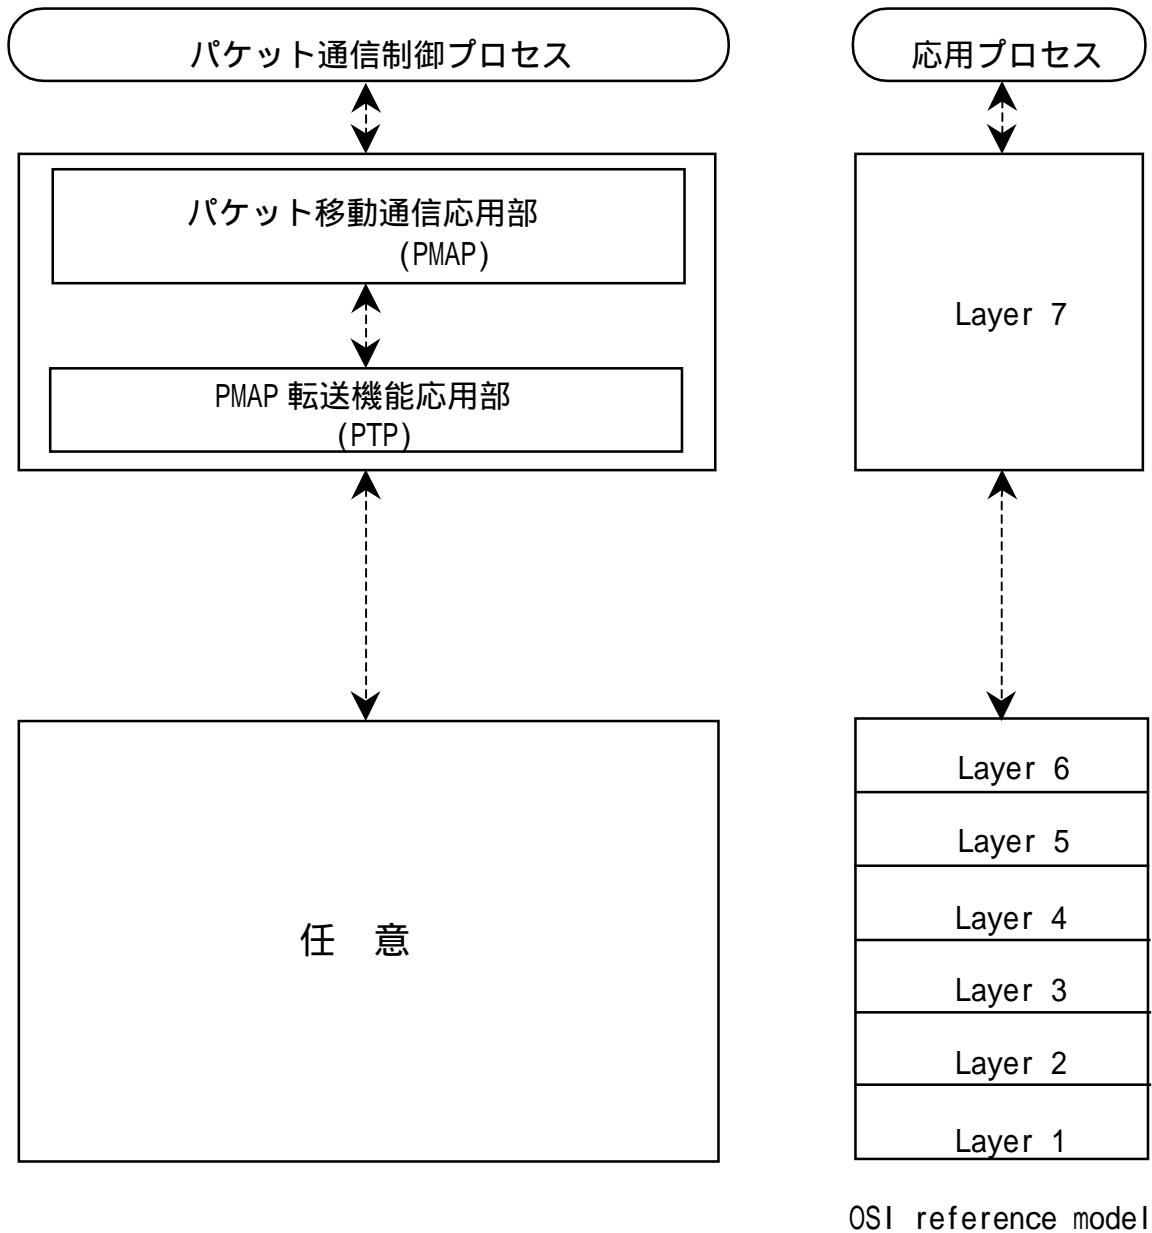 パケット通信制御プロセス
応用プロセス
パケット移動通信応用部
(PMAP)
PMAP 転送機能応用部
(PTP)
Layer 7
任 意
Layer 6
Layer 5
Layer 4
Layer 3
Layer 2
Layer 1
OSI reference model